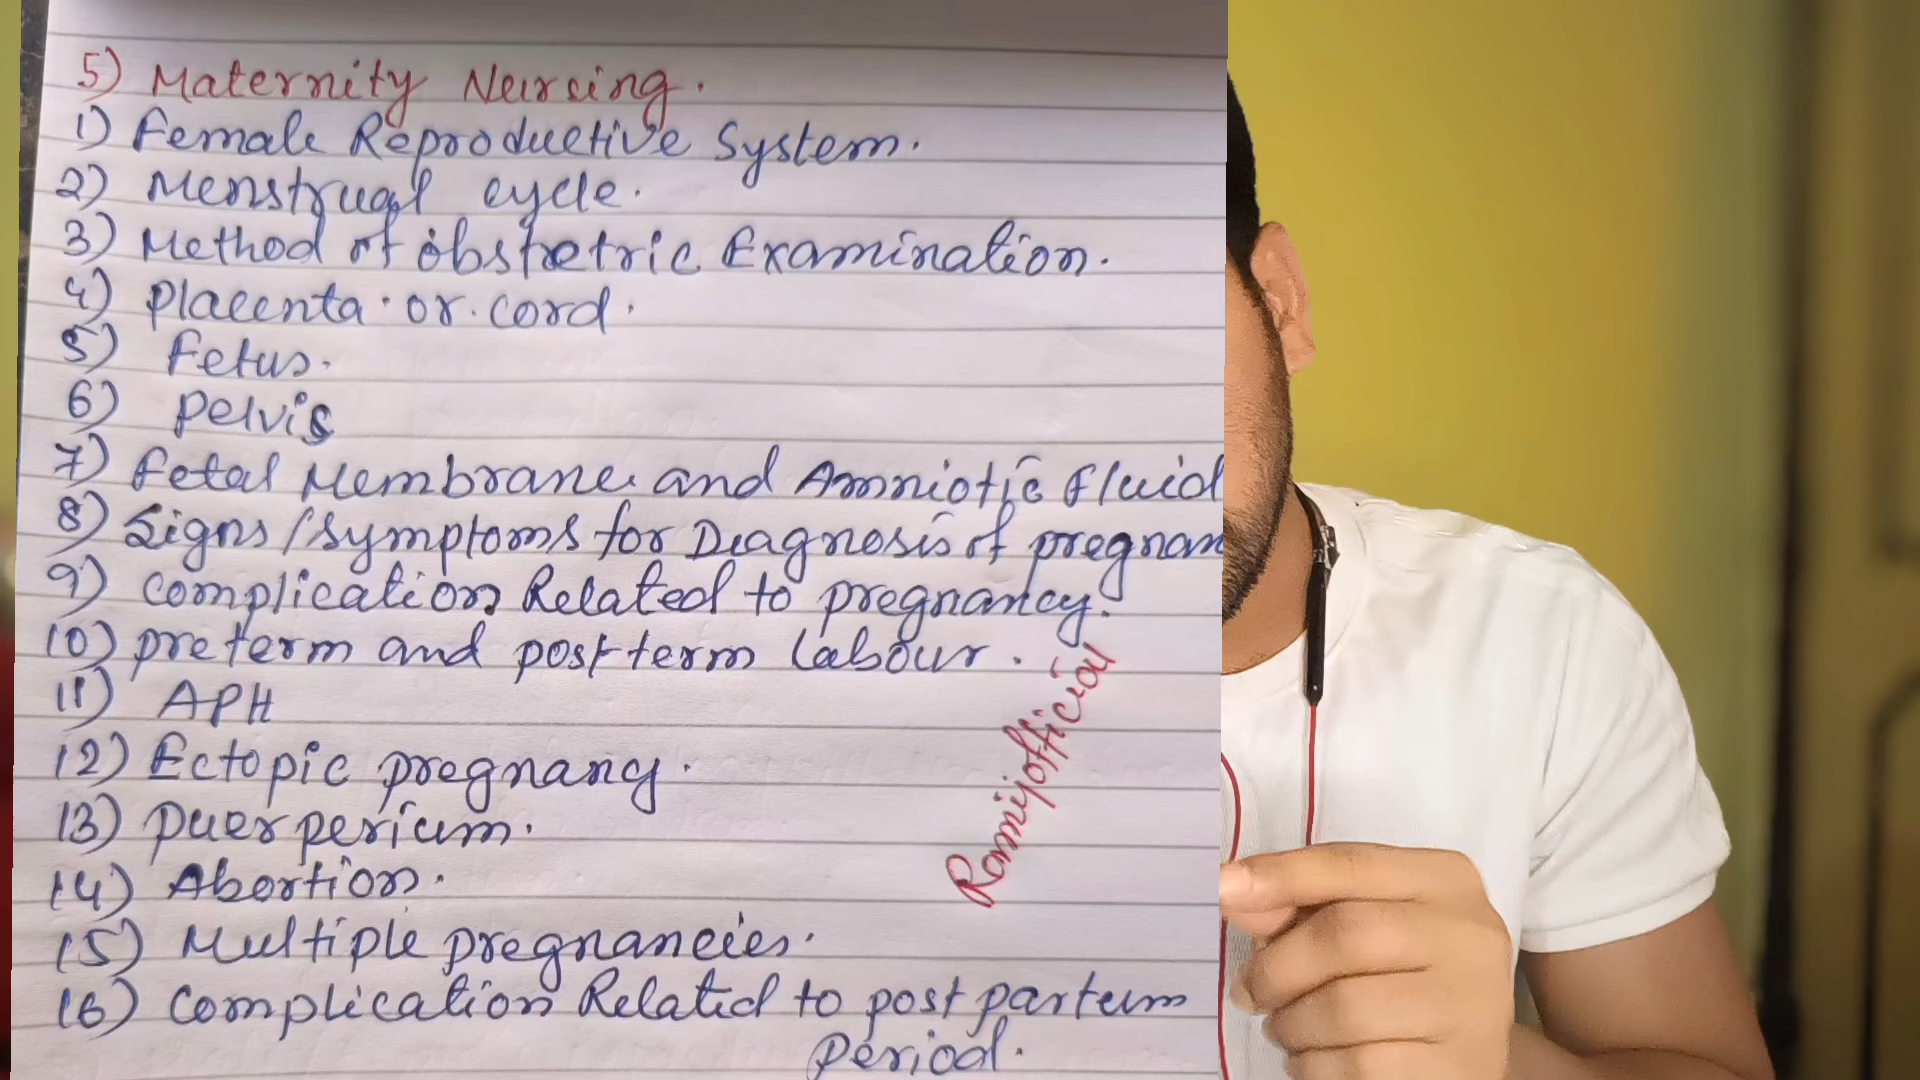 5) Maternity Nursing.
1) Female Reproductive System.
2) Menstrual cycle.
3) Method of obstretric Examination.
4) Placenta or cord.
5) Fetus.
6) Pelvis
7) Fetal Membrane and Amniotic Fluid
8) Signs/Symptoms for Diagnosis of pregnan
9) Complication Related to pregnancy.
10) preterm and post term Labour.
11) APH
12) Ectopic pregnancy.
13) Puerperium.
14) Abortion.
15) Multiple pregnancies.
16) Complication Related to post partum
Period.
Romijofficial